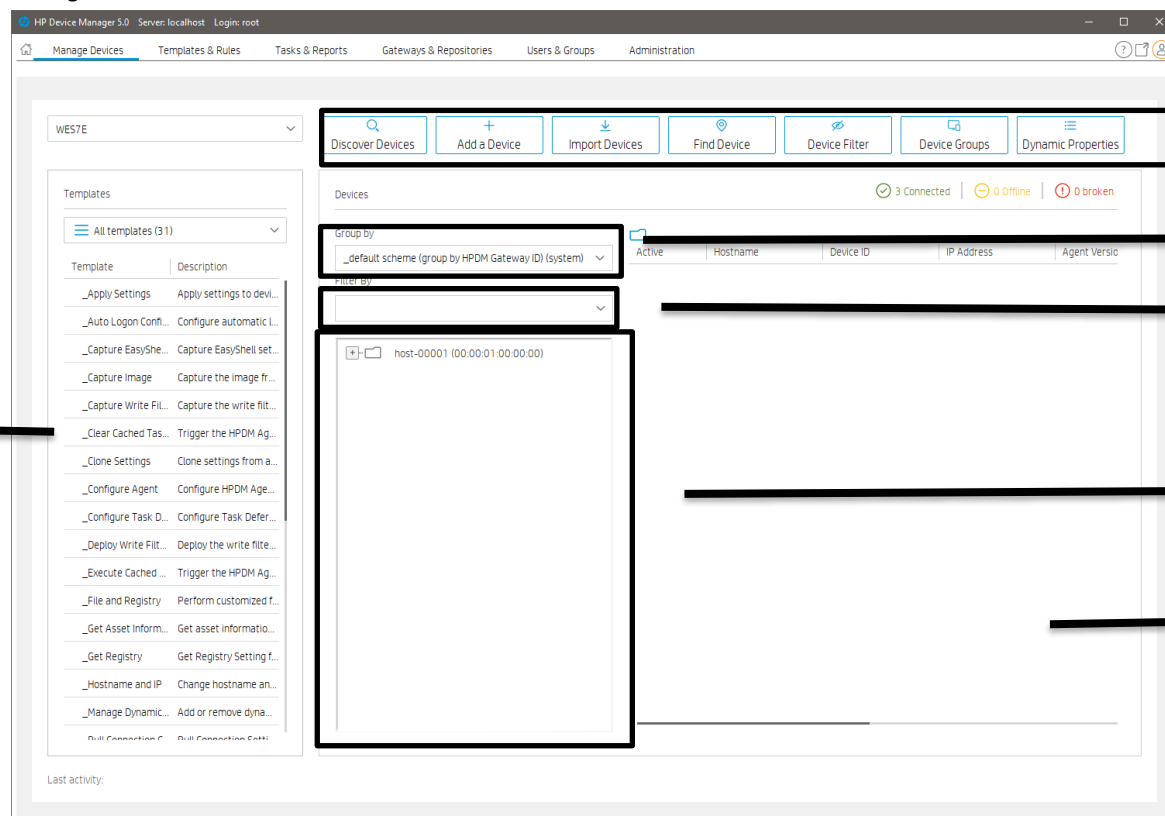 HP Device Manager 5.0 Server: localhost Login: root
Manage Devices Templates & Rules Tasks & Reports Gateways & Repositories Users & Groups Administration
WES7E
Discover Devices Add a Device Import Devices Find Device Device Filter Device Groups Dynamic Properties
Templates
Devices
3 Connected 0 Offline 0 broken
All templates (31)
Group by
_default scheme (group by HPDM Gateway ID) (system)
Active Hostname Device ID IP Address Agent Versio
Filter By
Template Description
_Apply Settings Apply settings to devi...
_Auto Logon Confi... Configure automatic l...
_Capture EasyShe... Capture EasyShell set...
_Capture Image Capture the image fr...
_Capture Write Fil... Capture the write filt...
_Clear Cached Tas... Trigger the HPDM Ag...
_Clone Settings Clone settings from a...
_Configure Agent Configure HPDM Age...
_Configure Task D... Configure Task Defer...
_Deploy Write Filt... Deploy the write filte...
_Execute Cached ... Trigger the HPDM Ag...
_File and Registry Perform customized f...
_Get Asset Inform... Get asset informatio...
_Get Registry Get Registry Setting f...
_Hostname and IP Change hostname an...
_Manage Dynamic... Add or remove dyna...
host-00001 (00:00:01:00:00:00)
Last activity: